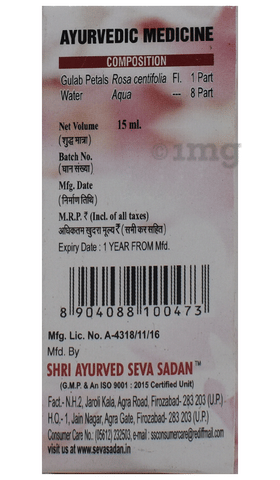 AYURVEDIC MEDICINE
COMPOSITION
Gulab Petals Rosa centifolia Fl. 1 Part
Water Aqua --- 8 Part
Net Volume 15 ml.
(शुद्ध मात्रा)
Batch No.
(घान संख्या)
Mfg. Date
(निर्माण तिथि)
M.R.P. ₹ (Incl. of all taxes)
अधिकतम खुदरा मूल्य ₹ (सभी कर सहित)
Expiry Date : 1 YEAR FROM Mfd.
8 904088 100473
Mfg. Lic. No. A-4318/11/16
Mfd. By
SHRI AYURVED SEVA SADAN™
(G.M.P. & An ISO 9001 : 2015 Certified Unit)
Fact.- N.H.2, Jaroli Kala, Agra Road, Firozabad- 283 203 (U.P.)
H.O.- 1, Jain Nagar, Agra Gate, Firozabad- 283 203 (U.P.)
Consumer Care No.: (05612) 232503, e-mail : ssconsumercare@rediffmail.com
visit us at www.sevasadan.in
1mg